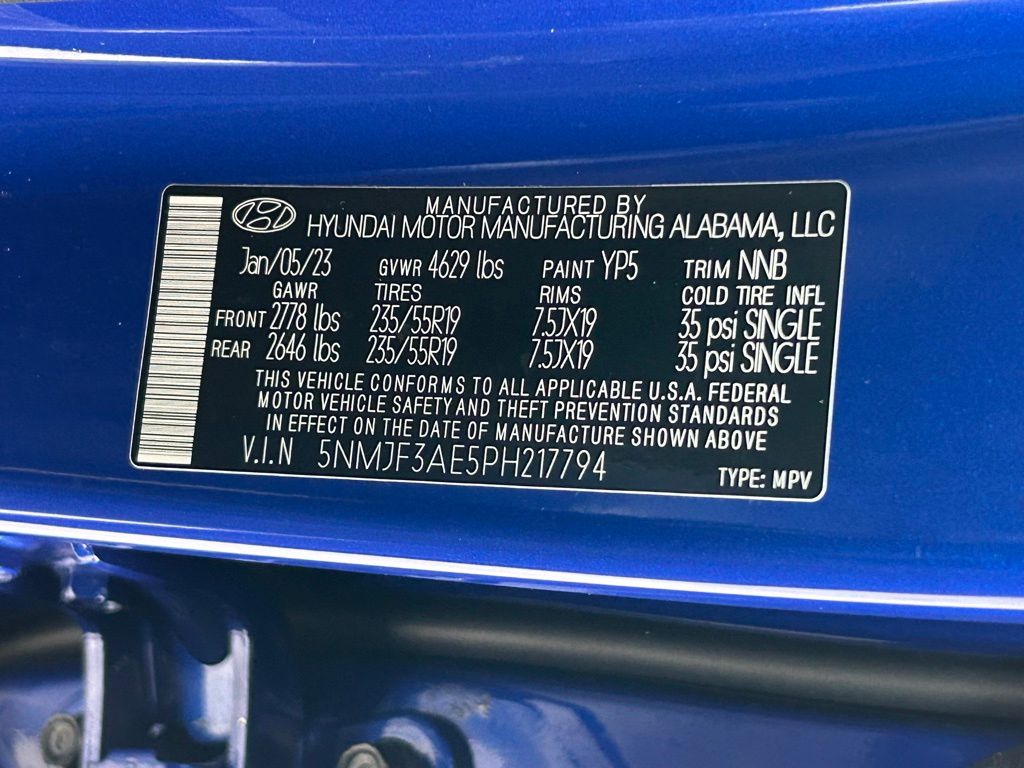 MANUFACTURED BY
HYUNDAI MOTOR MANUFACTURING ALABAMA, LLC
Jan/05/23 GVWR 4629 lbs PAINT YP5 TRIM NNB
GAWR TIRES RIMS COLD TIRE INFL
FRONT 2778 lbs 235/55R19 7.5JX19 35 psi SINGLE
REAR 2646 lbs 235/55R19 7.5JX19 35 psi SINGLE
THIS VEHICLE CONFORMS TO ALL APPLICABLE U.S.A. FEDERAL
MOTOR VEHICLE SAFETY AND THEFT PREVENTION STANDARDS
IN EFFECT ON THE DATE OF MANUFACTURE SHOWN ABOVE
V.I.N 5NMJF3AE5PH217794
TYPE: MPV